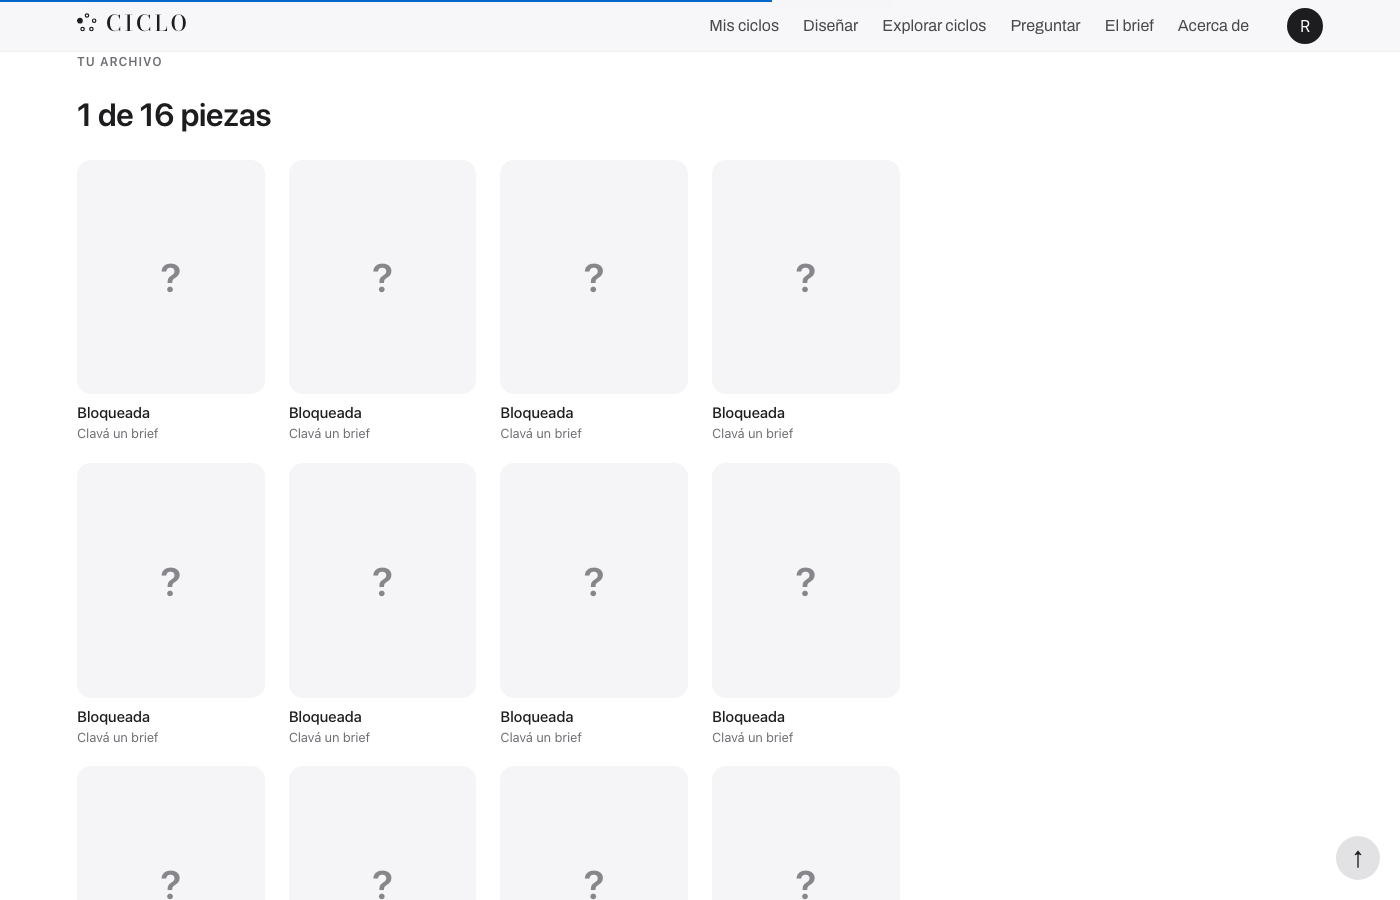 CICLO
Mis ciclos
Diseñar
Explorar ciclos
Preguntar
El brief
Acerca de
R
TU ARCHIVO
1 de 16 piezas
?
?
?
?
Bloqueada
Bloqueada
Bloqueada
Bloqueada
Clavá un brief
Clavá un brief
Clavá un brief
Clavá un brief
?
?
?
?
Bloqueada
Bloqueada
Bloqueada
Bloqueada
Clavá un brief
Clavá un brief
Clavá un brief
Clavá un brief
?
?
?
?
↑